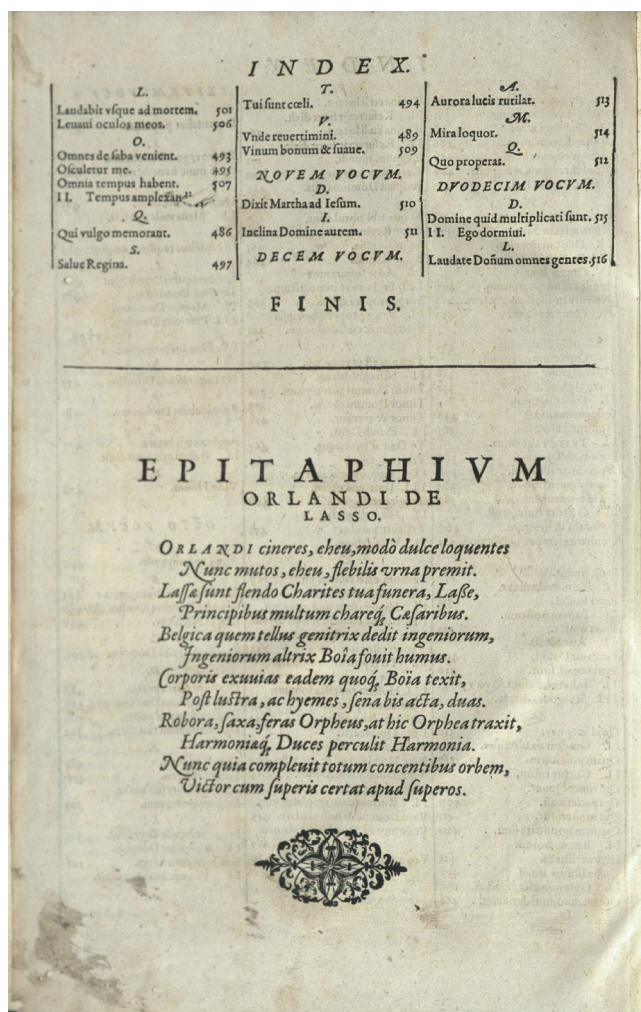 INDEX.
L.
Laudabit vſque ad mortem. 501
Leuaui oculos meos. 506
O.
Omnes de ſaba venient. 493
Oſculetur me. 495
Omnia tempus habent. 507
II. Tempus amplexandi
Q.
Qui vulgo memorant. 486
S.
Salue Regina. 497
T.
Tui ſunt cœli. 494
V.
Vnde reuertimini. 489
Vinum bonum & ſuaue. 509
NOVEM VOCVM.
D.
Dixit Martha ad Ieſum. 510
I.
Inclina Domine aurem. 511
DECEM VOCVM.
A.
Aurora lucis rutilat. 513
M.
Mira loquor. 514
Q.
Quo properas. 512
DVODECIM VOCVM.
D.
Domine quid multiplicati ſunt. 515
II. Ego dormiui.
L.
Laudate Dom̃um omnes gentes. 516
FINIS.
EPITAPHIVM
ORLANDI DE
LASSO.
ORLANDI cineres, eheu, modò dulce loquentes
Nunc mutos, eheu, flebilis vrna premit.
Laſſæ ſunt flendo Charites tua funera, Laſſe,
Principibus multum chareq́; Cæſaribus.
Belgica quem tellus genitrix dedit ingeniorum,
Ingeniorum altrix Boïa fouit humus.
Corporis exuuias eadem quoq́; Boïa texit,
Poſt luſtra, ac hyemes, ſena bis acta, duas.
Robora, ſaxa, feras Orpheus, at hic Orphea traxit,
Harmoniæq́; Duces perculit Harmonia.
Nunc quia compleuit totum concentibus orbem,
Victor cum ſuperis certat apud ſuperos.